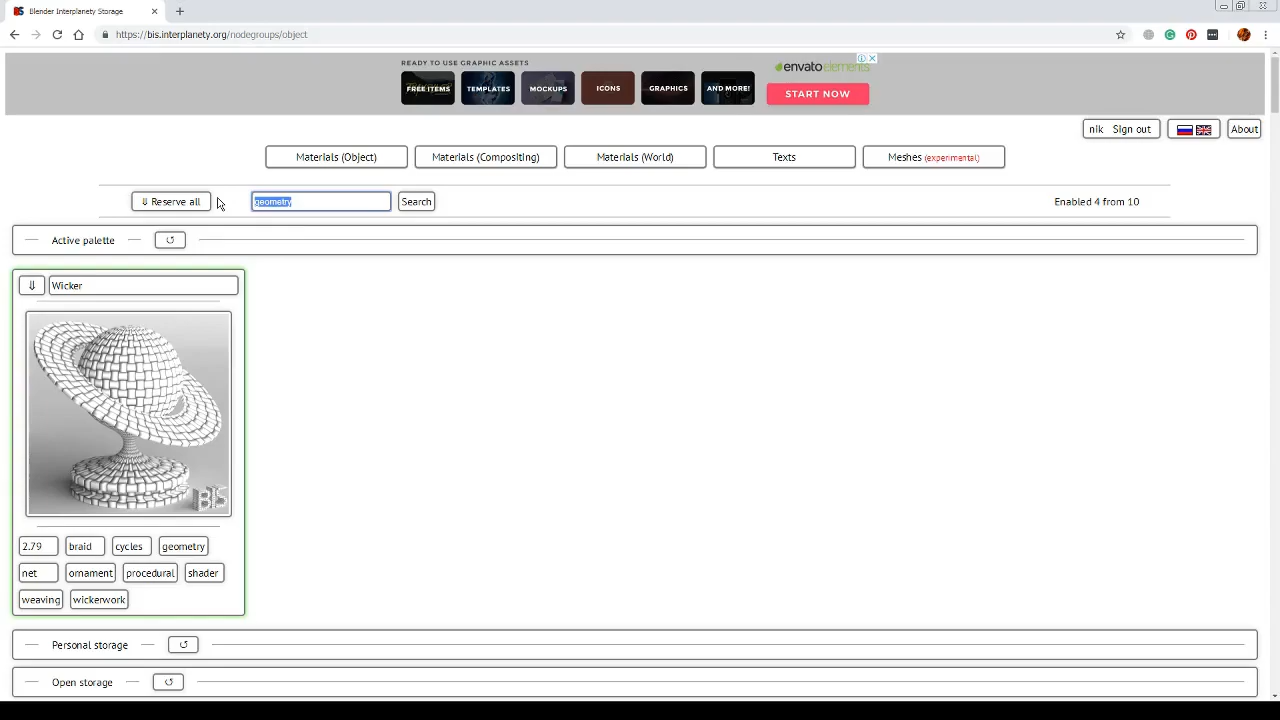 Blender Interplanety Storage
https://bis.interplanety.org/nodegroups/object
READY TO USE GRAPHIC ASSETS
FREE ITEMS TEMPLATES MOCKUPS ICONS GRAPHICS AND MORE!
envato elements
START NOW
nik Sign out About
Materials (Object) Materials (Compositing) Materials (World) Texts Meshes (experimental)
⇓ Reserve all geometry Search Enabled 4 from 10
Active palette ↺
⇓ Wicker
BIS
2.79 braid cycles geometry
net ornament procedural shader
weaving wickerwork
Personal storage ↺
Open storage ↺